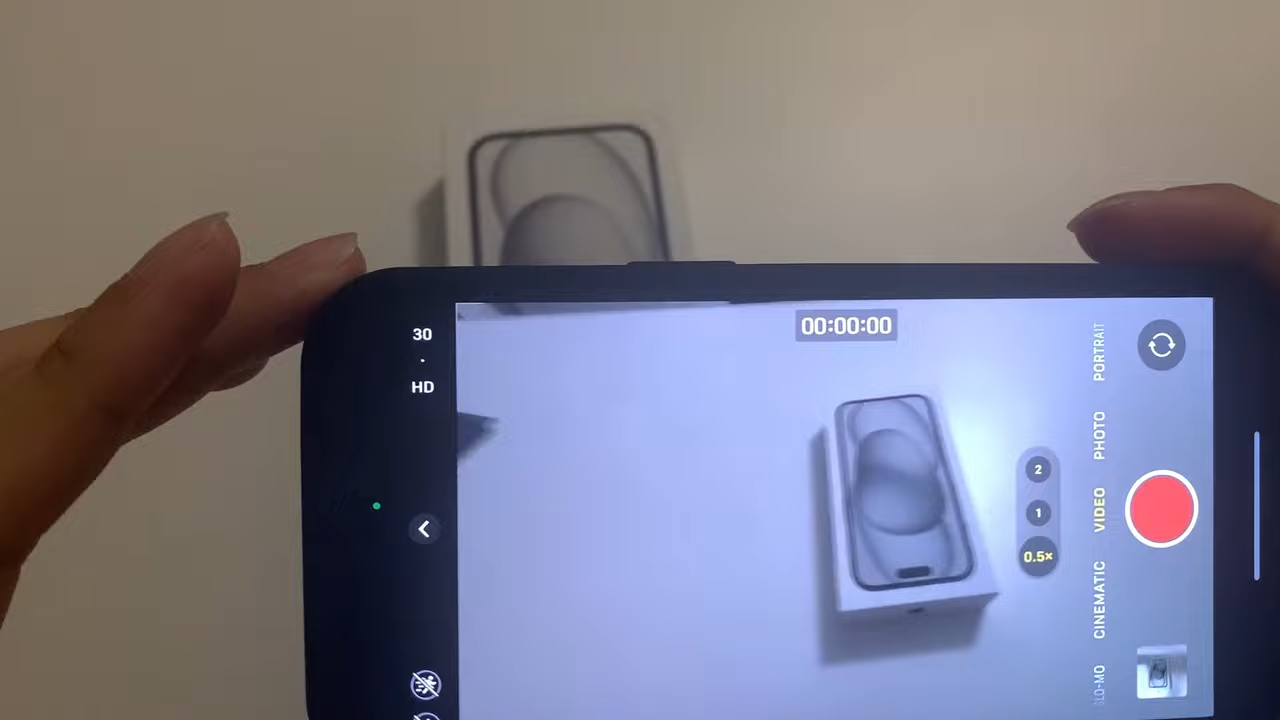 30
HD
00:00:00
2
1
0.5×
PORTRAIT
PHOTO
VIDEO
CINEMATIC
SLO-MO